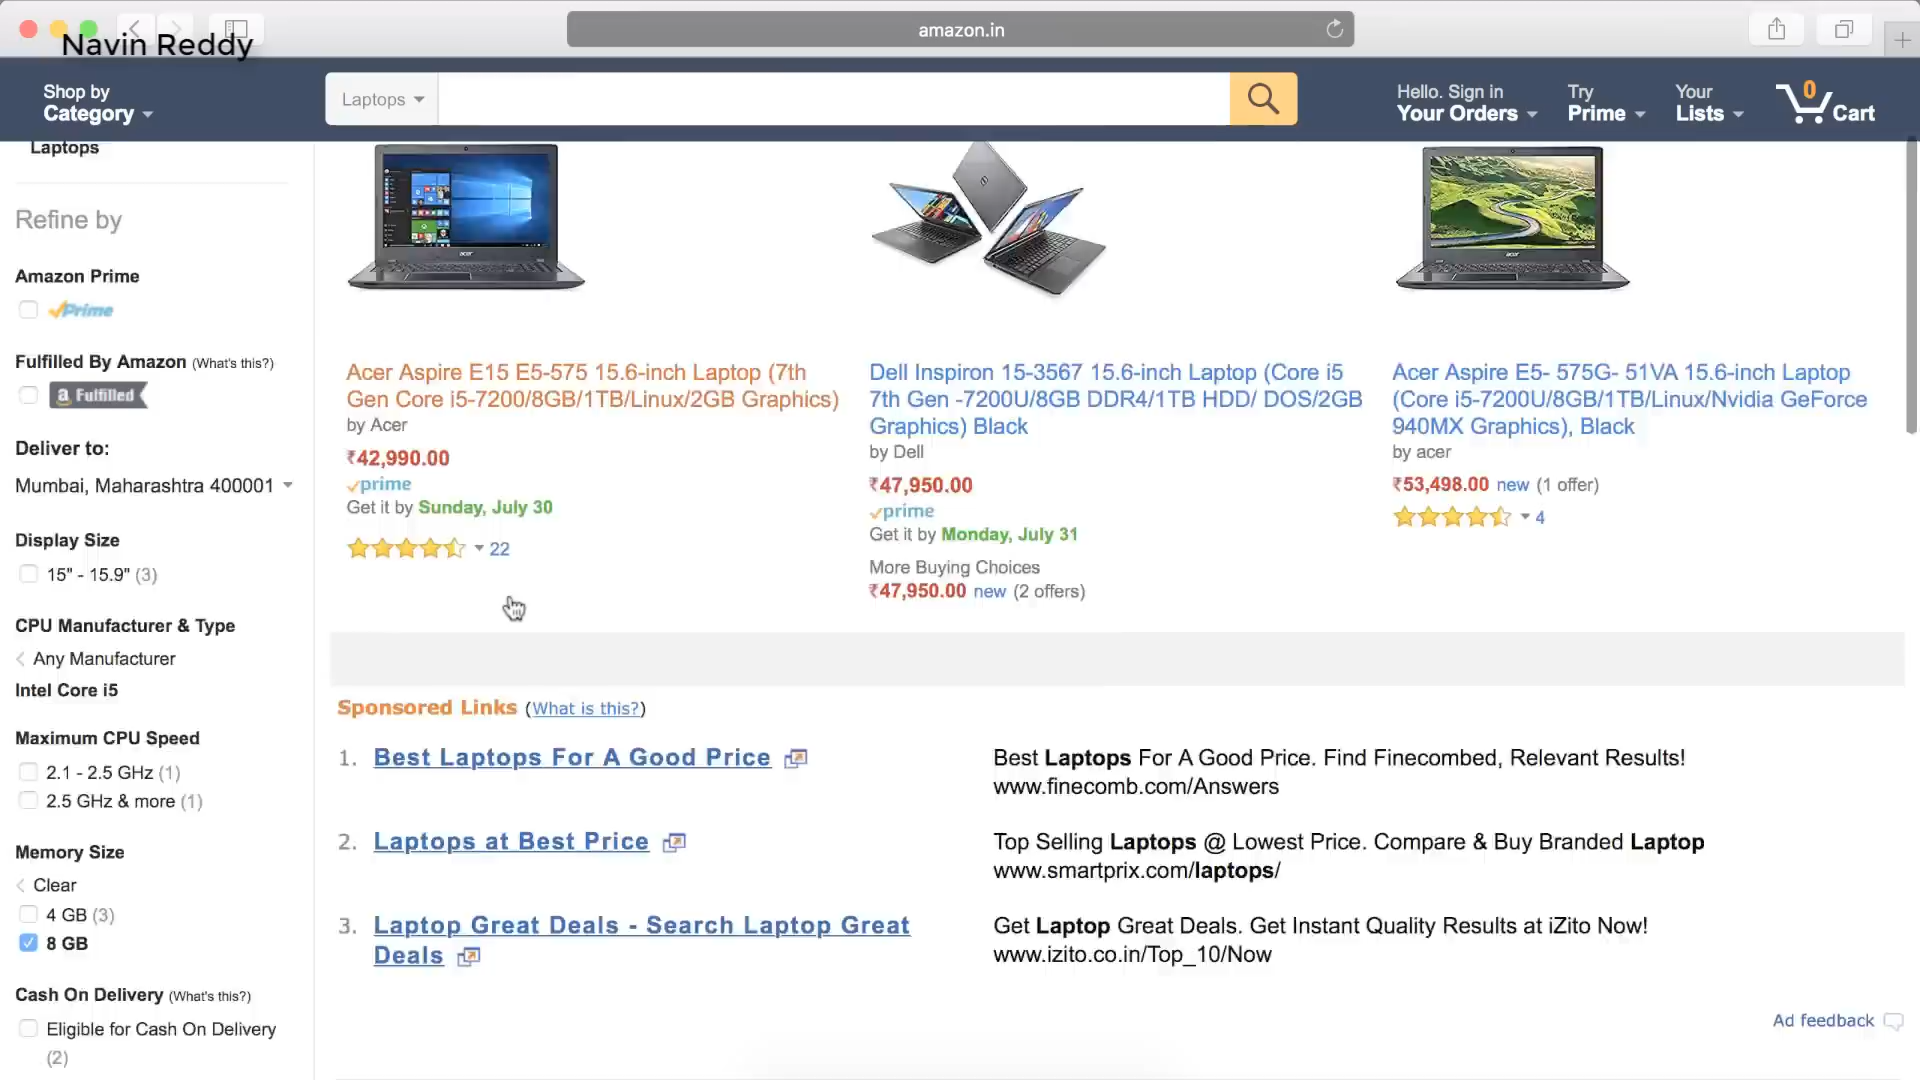 amazon.in
Navin Reddy
Shop by
Category
Laptops
Hello. Sign in
Your Orders
Try
Prime
Your
Lists
0
Cart
Laptops
Refine by
Amazon Prime
Prime
Fulfilled By Amazon (What's this?)
a Fulfilled
Deliver to:
Mumbai, Maharashtra 400001
Display Size
15" - 15.9" (3)
CPU Manufacturer & Type
Any Manufacturer
Intel Core i5
Maximum CPU Speed
2.1 - 2.5 GHz (1)
2.5 GHz & more (1)
Memory Size
Clear
4 GB (3)
8 GB
Cash On Delivery (What's this?)
Eligible for Cash On Delivery
(2)
Acer Aspire E15 E5-575 15.6-inch Laptop (7th
Gen Core i5-7200/8GB/1TB/Linux/2GB Graphics)
by Acer
₹42,990.00
prime
Get it by Sunday, July 30
22
Dell Inspiron 15-3567 15.6-inch Laptop (Core i5
7th Gen -7200U/8GB DDR4/1TB HDD/ DOS/2GB
Graphics) Black
by Dell
₹47,950.00
prime
Get it by Monday, July 31
More Buying Choices
₹47,950.00 new (2 offers)
Acer Aspire E5- 575G- 51VA 15.6-inch Laptop
(Core i5-7200U/8GB/1TB/Linux/Nvidia GeForce
940MX Graphics), Black
by acer
₹53,498.00 new (1 offer)
4
Sponsored Links (What is this?)
1. Best Laptops For A Good Price
Best Laptops For A Good Price. Find Finecombed, Relevant Results!
www.finecomb.com/Answers
2. Laptops at Best Price
Top Selling Laptops @ Lowest Price. Compare & Buy Branded Laptop
www.smartprix.com/laptops/
3. Laptop Great Deals - Search Laptop Great
Deals
Get Laptop Great Deals. Get Instant Quality Results at iZito Now!
www.izito.co.in/Top_10/Now
Ad feedback